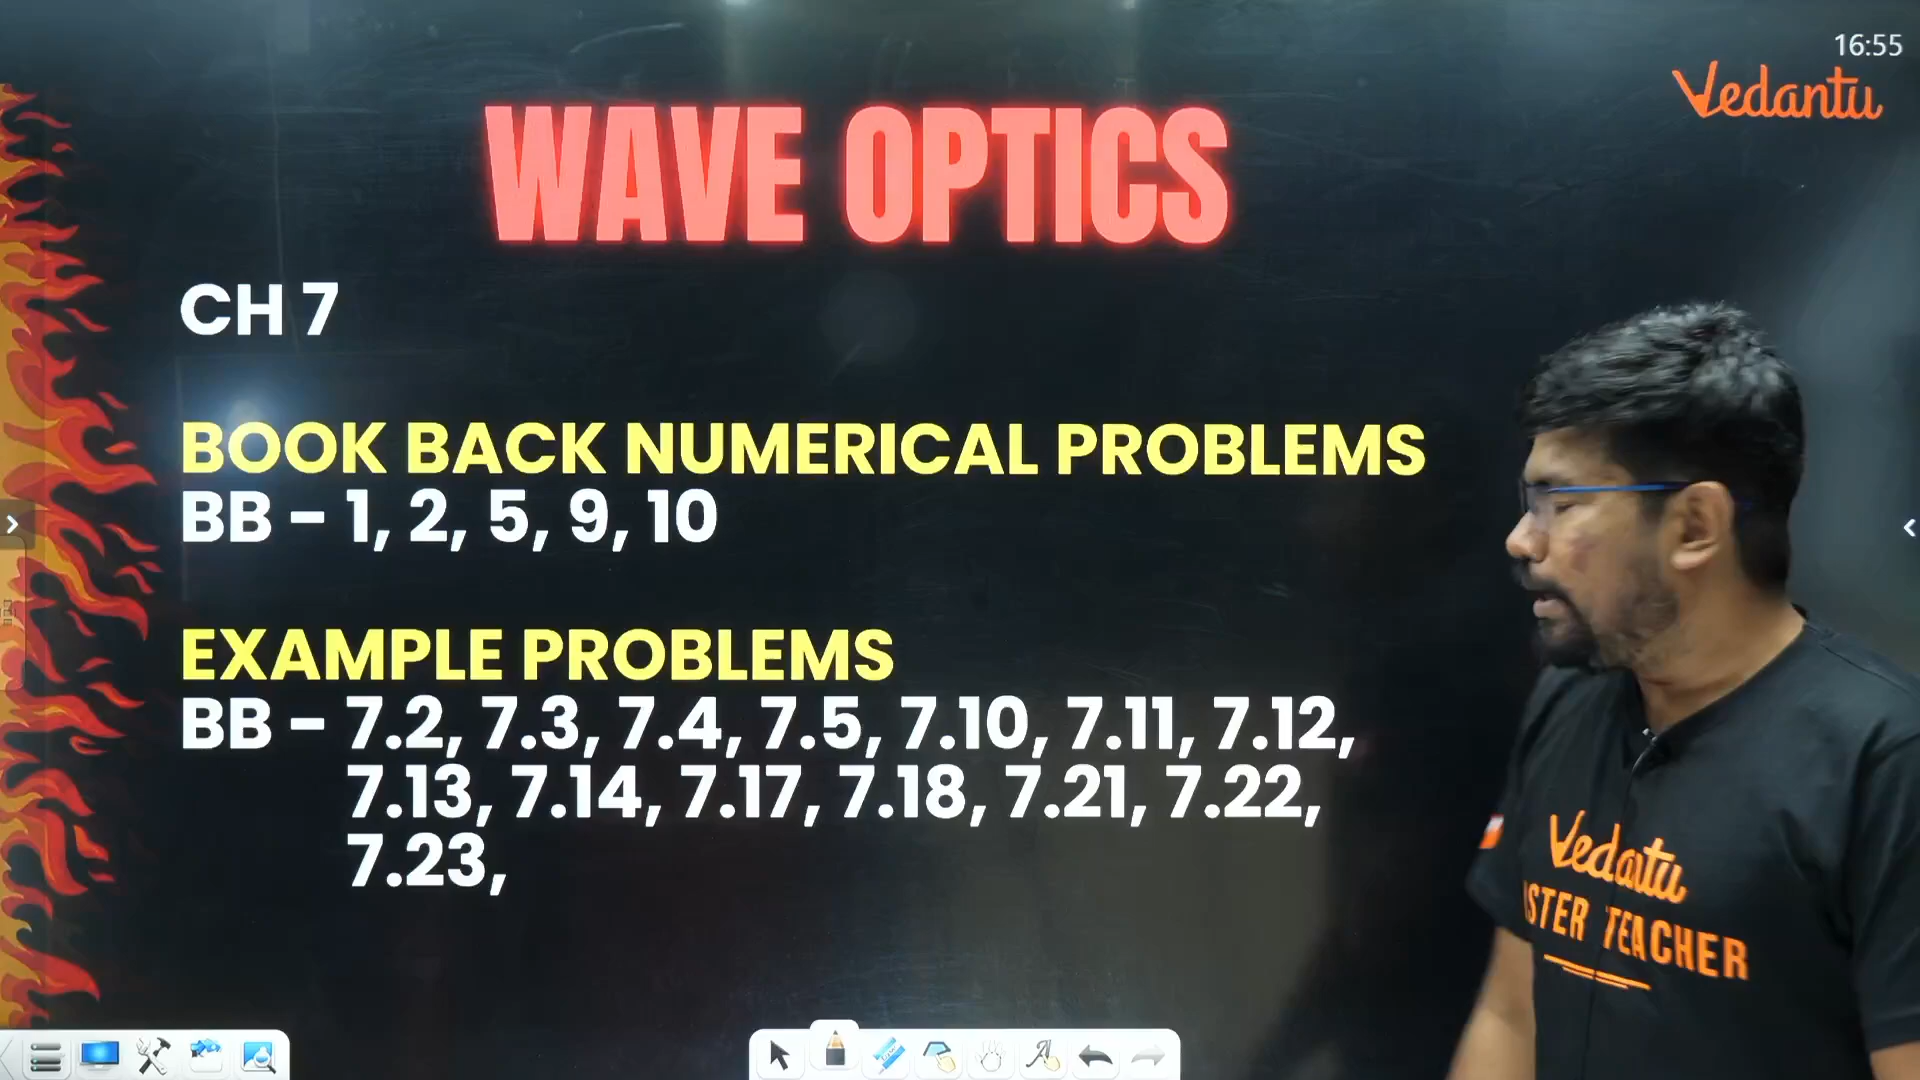 16:55
Vedantu
WAVE OPTICS
CH 7
BOOK BACK NUMERICAL PROBLEMS
BB – 1, 2, 5, 9, 10
EXAMPLE PROBLEMS
BB – 7.2, 7.3, 7.4, 7.5, 7.10, 7.11, 7.12,
7.13, 7.14, 7.17, 7.18, 7.21, 7.22,
7.23,
Vedantu
STER TEACHER